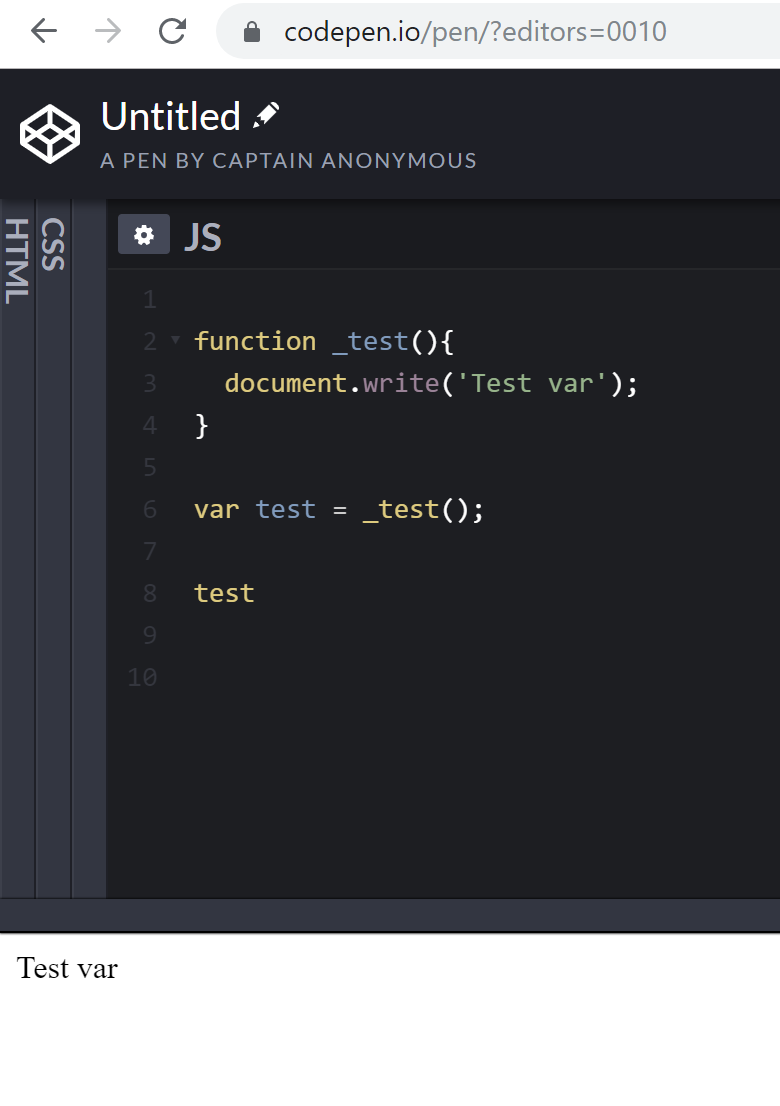 codepen.io/pen/?editors=0010
Untitled
A PEN BY CAPTAIN ANONYMOUS
HTML
CSS
JS
1
2 function _test(){
3   document.write('Test var');
4 }
5
6 var test = _test();
7
8 test
9
10
Test var